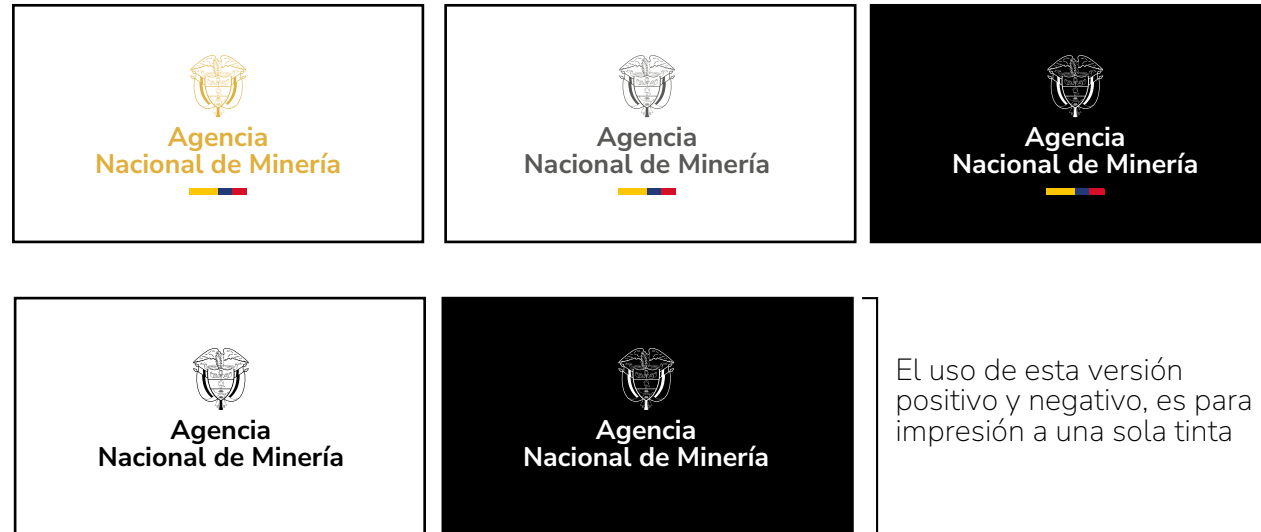 Agencia
Nacional de Minería
Agencia
Nacional de Minería
Agencia
Nacional de Minería
Agencia
Nacional de Minería
Agencia
Nacional de Minería
El uso de esta versión
positivo y negativo, es para
impresión a una sola tinta